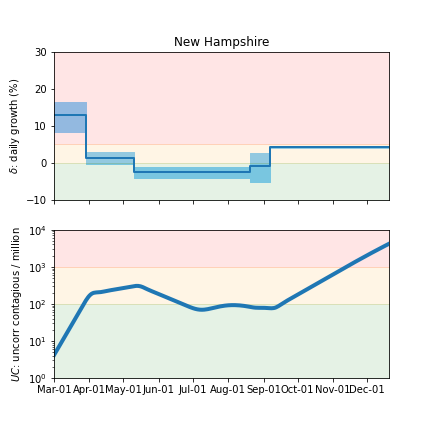 New Hampshire
30
20
10
0
−10
δ: daily growth (%)
10⁴
10³
10²
10¹
10⁰
UC: uncorr contagious / million
Mar-01 Apr-01 May-01 Jun-01 Jul-01 Aug-01 Sep-01 Oct-01 Nov-01 Dec-01